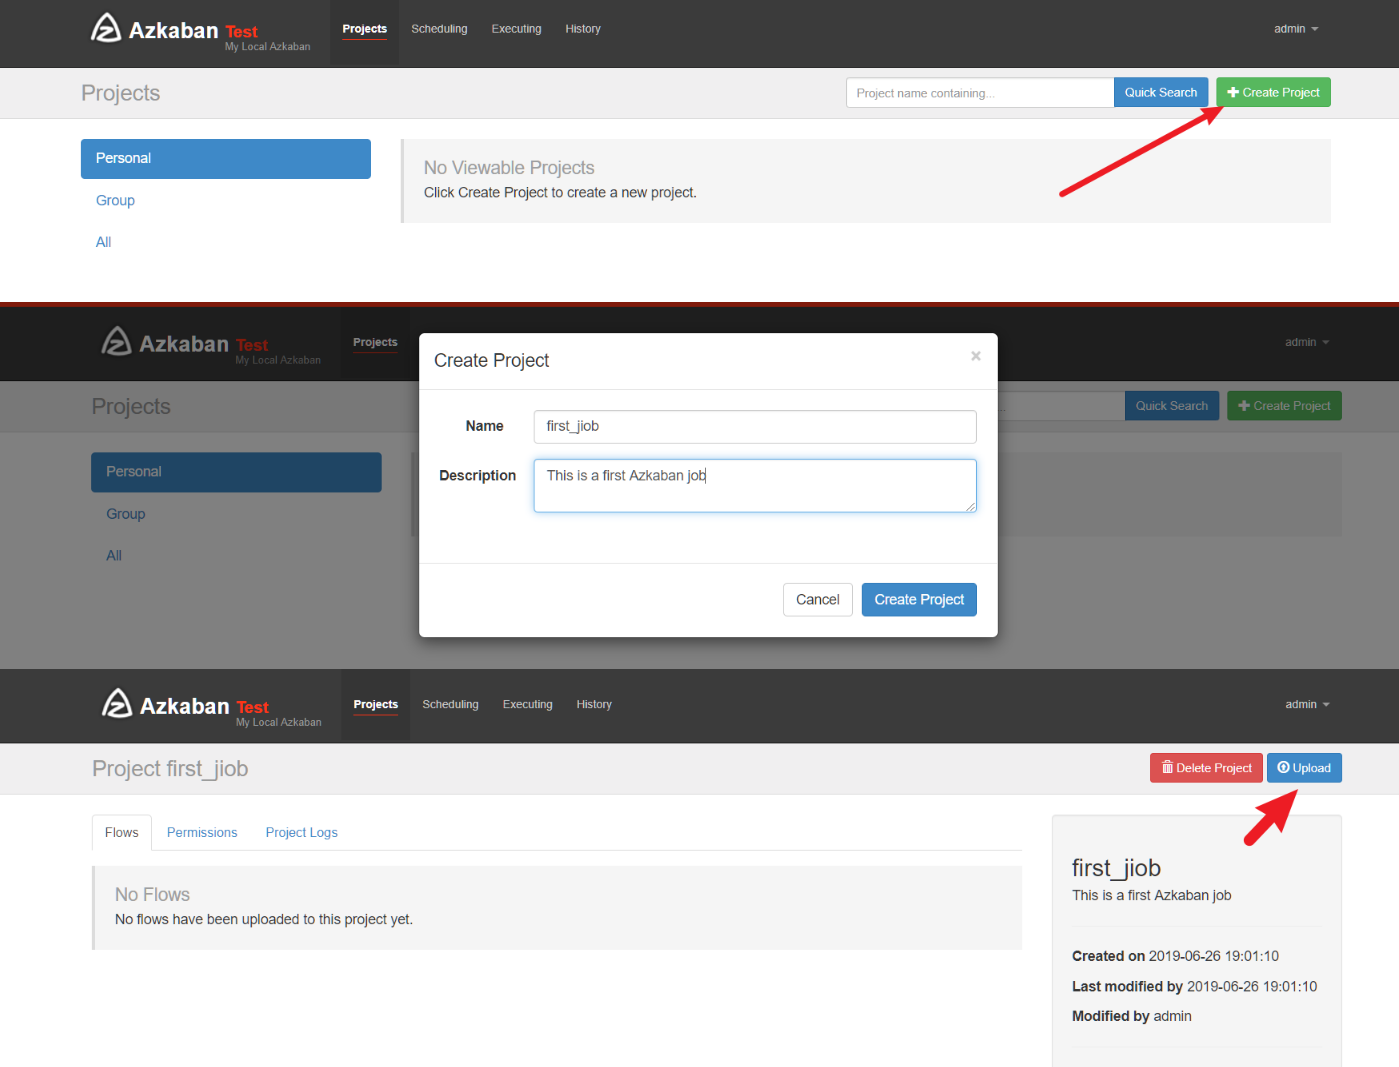 Azkaban Test
My Local Azkaban
Projects Scheduling Executing History
admin
Projects
Project name containing...
Quick Search
Create Project
Personal
Group
All
No Viewable Projects
Click Create Project to create a new project.
Azkaban Test
My Local Azkaban
Projects
admin
Projects
Quick Search
Create Project
Personal
Group
All
Create Project
×
Name
first_jiob
Description
This is a first Azkaban job
Cancel
Create Project
Azkaban Test
My Local Azkaban
Projects Scheduling Executing History
admin
Project first_jiob
Delete Project
Upload
Flows Permissions Project Logs
No Flows
No flows have been uploaded to this project yet.
first_jiob
This is a first Azkaban job
Created on 2019-06-26 19:01:10
Last modified by 2019-06-26 19:01:10
Modified by admin